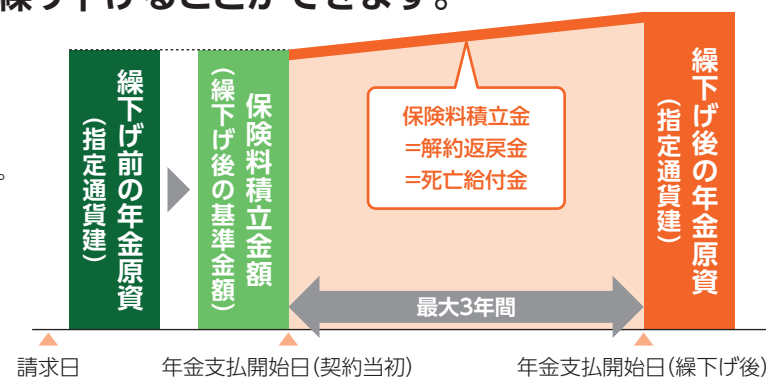 繰り下げることができます。
繰下げ前の年金原資
（指定通貨建）
保険料積立金額
（繰下げ後の基準金額）
保険料積立金
=解約返戻金
=死亡給付金
繰下げ後の年金原資
（指定通貨建）
。
最大3年間
請求日
年金支払開始日（契約当初）
年金支払開始日（繰下げ後）